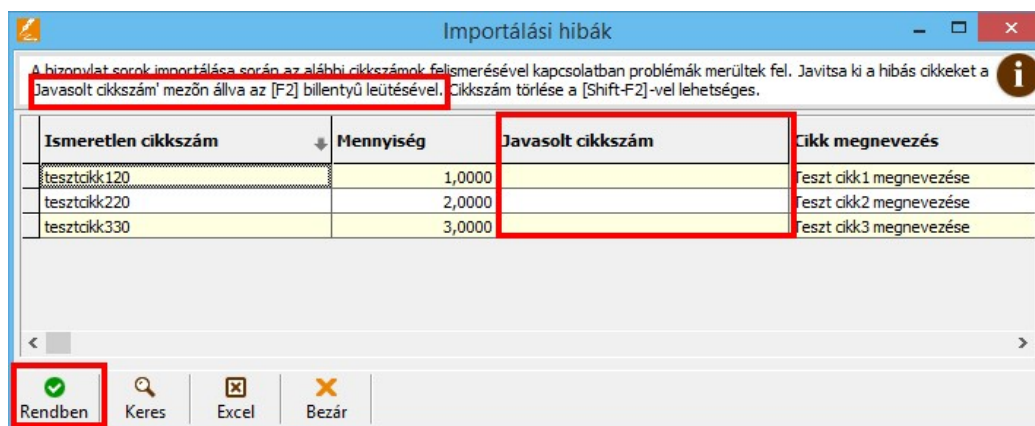 Importálási hibák
A bizonylat sorok importálása során az alábbi cikkszámok felismerésével kapcsolatban problémák merültek fel. Javitsa ki a hibás cikkeket a
'Javasolt cikkszám' mezőn állva az [F2] billentyû leütésével. Cikkszám törlése a [Shift-F2]-vel lehetséges.
Ismeretlen cikkszám Mennyiség Javasolt cikkszám Cikk megnevezés
tesztcikk120 1,0000 Teszt cikk1 megnevezése
tesztcikk220 2,0000 Teszt cikk2 megnevezése
tesztcikk330 3,0000 Teszt cikk3 megnevezése
Rendben Keres Excel Bezár